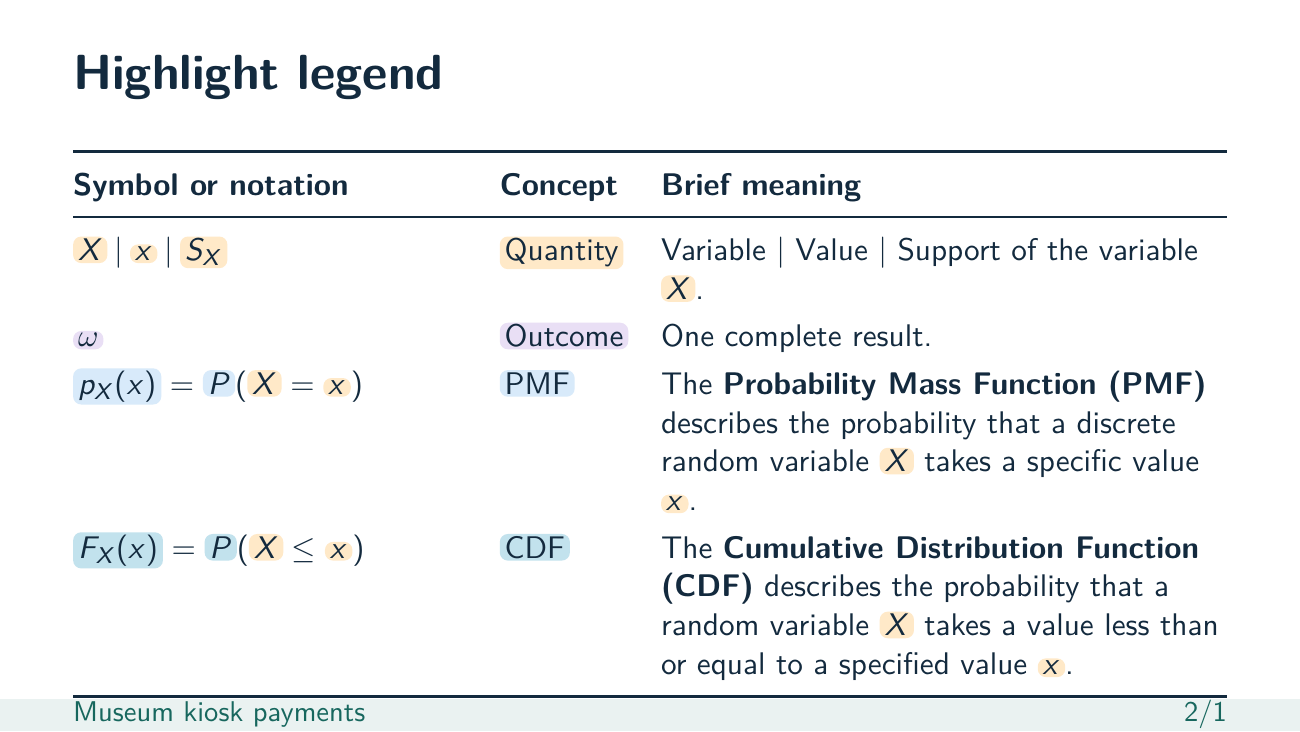 Highlight legend
Symbol or notation Concept Brief meaning
X | x | S_X Quantity Variable | Value | Support of the variable
X.
ω Outcome One complete result.
p_X(x) = P(X = x) PMF The Probability Mass Function (PMF)
describes the probability that a discrete
random variable X takes a specific value
x.
F_X(x) = P(X ≤ x) CDF The Cumulative Distribution Function
(CDF) describes the probability that a
random variable X takes a value less than
or equal to a specified value x.
Museum kiosk payments 2/1